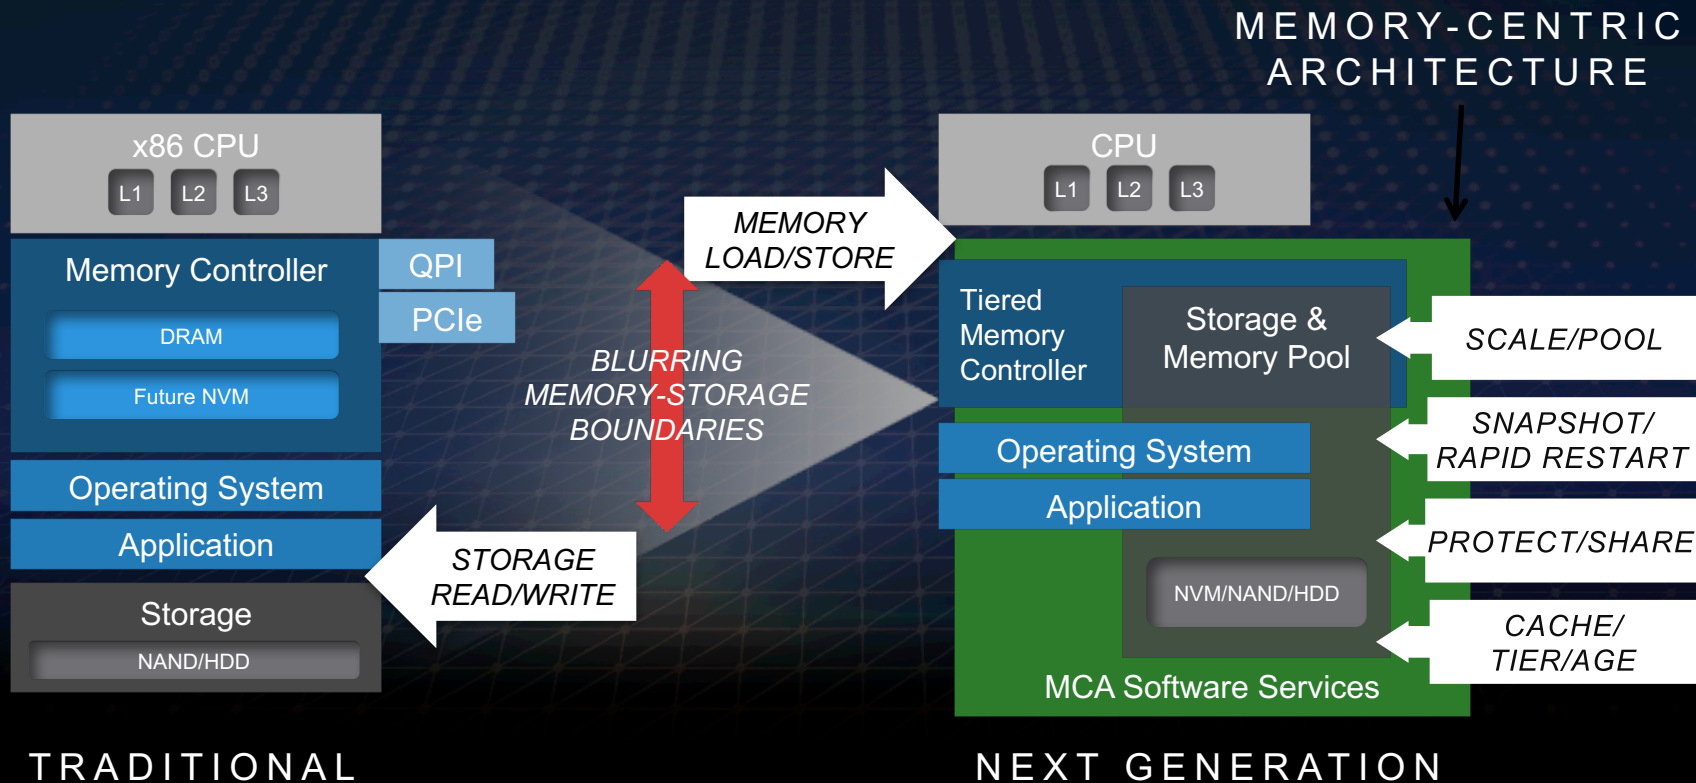 MEMORY-CENTRIC
ARCHITECTURE
x86 CPU
L1 L2 L3
Memory Controller
QPI
PCIe
DRAM
Future NVM
Operating System
Application
Storage
NAND/HDD
TRADITIONAL
MEMORY
LOAD/STORE
BLURRING
MEMORY-STORAGE
BOUNDARIES
STORAGE
READ/WRITE
CPU
L1 L2 L3
Tiered
Memory
Controller
Storage &
Memory Pool
Operating System
Application
NVM/NAND/HDD
MCA Software Services
SCALE/POOL
SNAPSHOT/
RAPID RESTART
PROTECT/SHARE
CACHE/
TIER/AGE
NEXT GENERATION